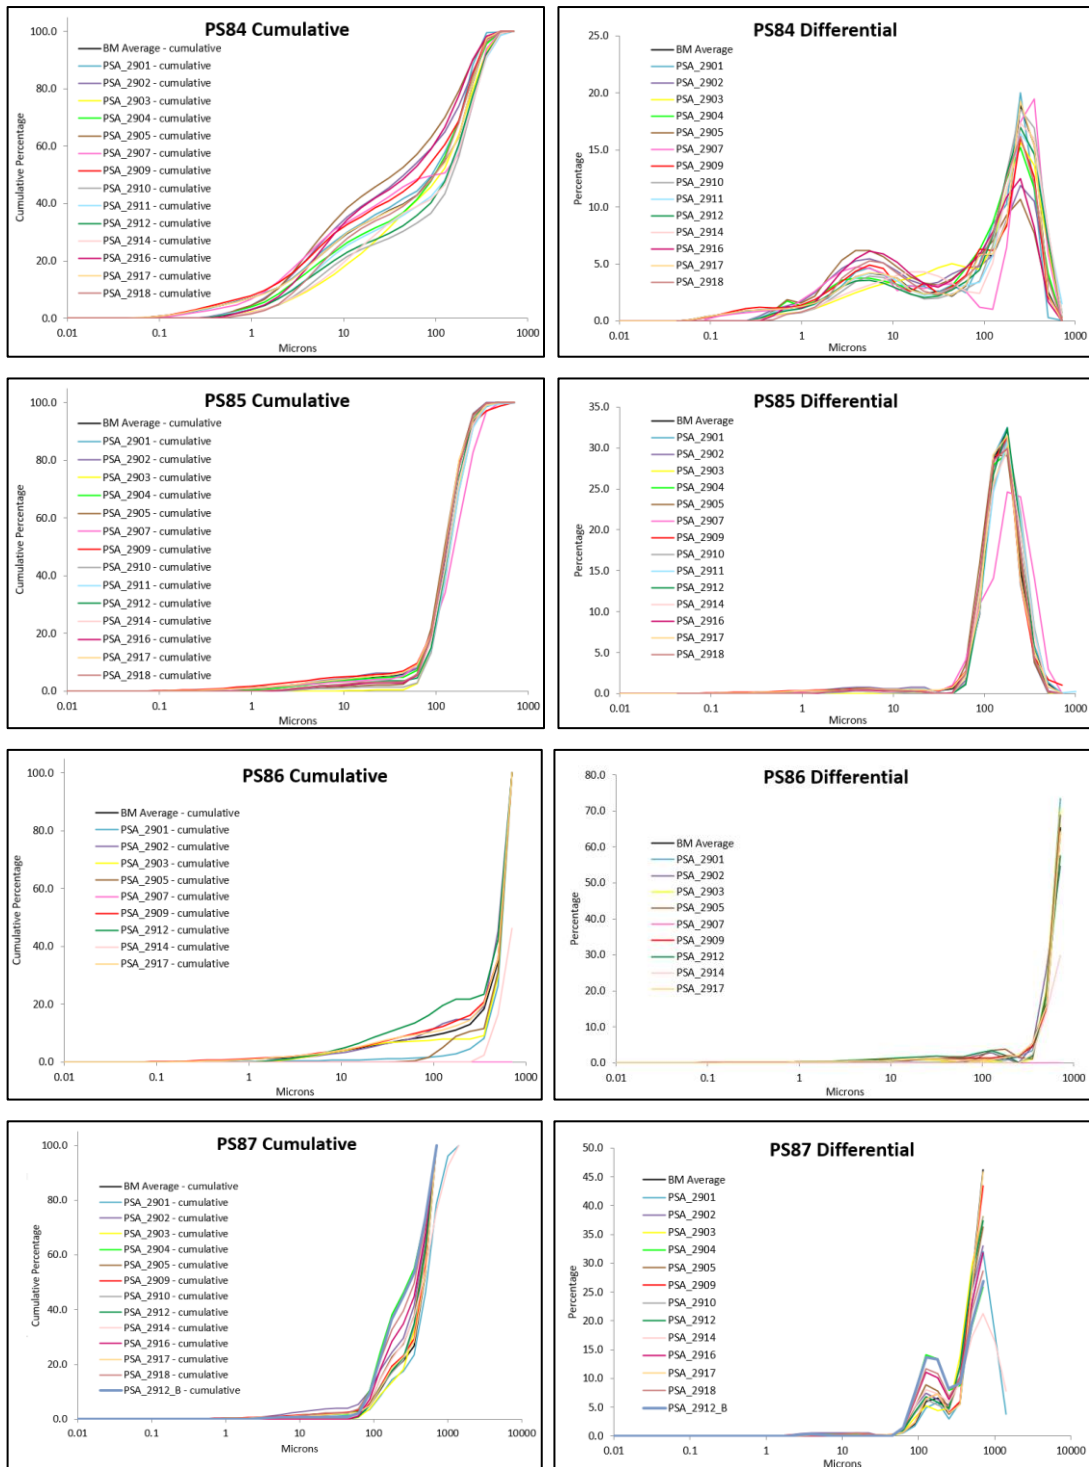 PS84 Cumulative
100.0
80.0
60.0
40.0
20.0
0.0
Cumulative Percentage
BM Average - cumulative
PSA_2901 - cumulative
PSA_2902 - cumulative
PSA_2903 - cumulative
PSA_2904 - cumulative
PSA_2905 - cumulative
PSA_2907 - cumulative
PSA_2909 - cumulative
PSA_2910 - cumulative
PSA_2911 - cumulative
PSA_2912 - cumulative
PSA_2914 - cumulative
PSA_2916 - cumulative
PSA_2917 - cumulative
PSA_2918 - cumulative
0.01 0.1 1 10 100 1000
Microns
PS84 Differential
25.0
20.0
15.0
10.0
5.0
0.0
Percentage
BM Average
PSA_2901
PSA_2902
PSA_2903
PSA_2904
PSA_2905
PSA_2907
PSA_2909
PSA_2910
PSA_2911
PSA_2912
PSA_2914
PSA_2916
PSA_2917
PSA_2918
0.01 0.1 1 10 100 1000
Microns
PS85 Cumulative
100.0
80.0
60.0
40.0
20.0
0.0
Cumulative Percentage
BM Average - cumulative
PSA_2901 - cumulative
PSA_2902 - cumulative
PSA_2903 - cumulative
PSA_2904 - cumulative
PSA_2905 - cumulative
PSA_2907 - cumulative
PSA_2909 - cumulative
PSA_2910 - cumulative
PSA_2911 - cumulative
PSA_2912 - cumulative
PSA_2914 - cumulative
PSA_2916 - cumulative
PSA_2917 - cumulative
PSA_2918 - cumulative
0.01 0.1 1 10 100 1000
Microns
PS85 Differential
35.0
30.0
25.0
20.0
15.0
10.0
5.0
0.0
Percentage
BM Average
PSA_2901
PSA_2902
PSA_2903
PSA_2904
PSA_2905
PSA_2907
PSA_2909
PSA_2910
PSA_2911
PSA_2912
PSA_2914
PSA_2916
PSA_2917
PSA_2918
0.01 0.1 1 10 100 1000
Microns
PS86 Cumulative
100.0
80.0
60.0
40.0
20.0
0.0
Cumulative Percentage
BM Average - cumulative
PSA_2901 - cumulative
PSA_2902 - cumulative
PSA_2903 - cumulative
PSA_2905 - cumulative
PSA_2907 - cumulative
PSA_2909 - cumulative
PSA_2912 - cumulative
PSA_2914 - cumulative
PSA_2917 - cumulative
0.01 0.1 1 10 100 1000
Microns
PS86 Differential
80.0
70.0
60.0
50.0
40.0
30.0
20.0
10.0
0.0
Percentage
BM Average
PSA_2901
PSA_2902
PSA_2903
PSA_2905
PSA_2907
PSA_2909
PSA_2912
PSA_2914
PSA_2917
0.01 0.1 1 10 100 1000
Microns
PS87 Cumulative
100.0
80.0
60.0
40.0
20.0
0.0
Cumulative Percentage
BM Average - cumulative
PSA_2901 - cumulative
PSA_2902 - cumulative
PSA_2903 - cumulative
PSA_2904 - cumulative
PSA_2905 - cumulative
PSA_2909 - cumulative
PSA_2910 - cumulative
PSA_2912 - cumulative
PSA_2914 - cumulative
PSA_2916 - cumulative
PSA_2917 - cumulative
PSA_2918 - cumulative
PSA_2912_B - cumulative
0.01 0.1 1 10 100 1000 10000
Microns
PS87 Differential
50.0
45.0
40.0
35.0
30.0
25.0
20.0
15.0
10.0
5.0
0.0
Percentage
BM Average
PSA_2901
PSA_2902
PSA_2903
PSA_2904
PSA_2905
PSA_2909
PSA_2910
PSA_2912
PSA_2914
PSA_2916
PSA_2917
PSA_2918
PSA_2912_B
0.01 0.1 1 10 100 1000 10000
Microns